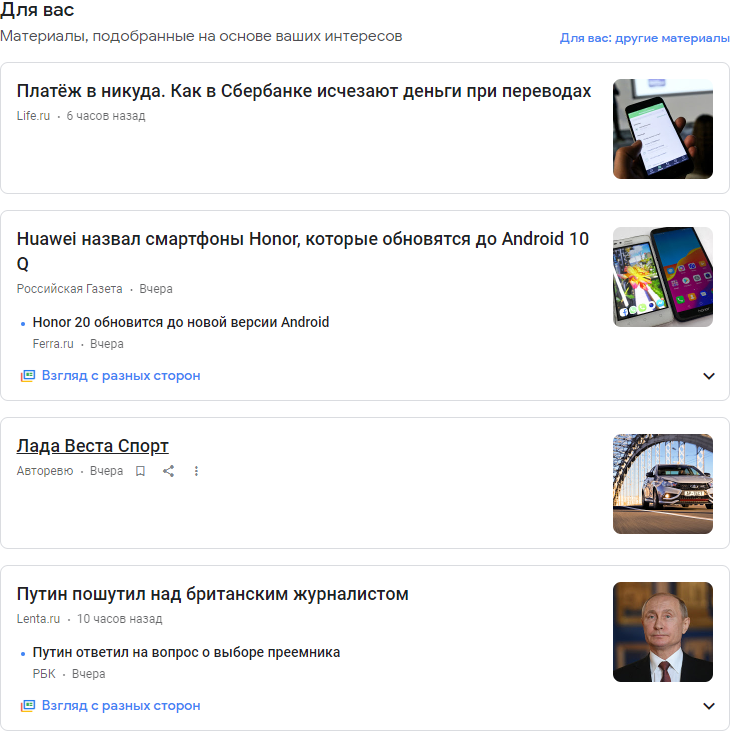 Для вас
Материалы, подобранные на основе ваших интересов
Для вас: другие материалы
Платёж в никуда. Как в Сбербанке исчезают деньги при переводах
Life.ru · 6 часов назад
Huawei назвал смартфоны Honor, которые обновятся до Android 10
Q
Российская Газета · Вчера
Honor 20 обновится до новой версии Android
Ferra.ru · Вчера
Взгляд с разных сторон
Лада Веста Спорт
Авторевю · Вчера
Путин пошутил над британским журналистом
Lenta.ru · 10 часов назад
Путин ответил на вопрос о выборе преемника
РБК · Вчера
Взгляд с разных сторон